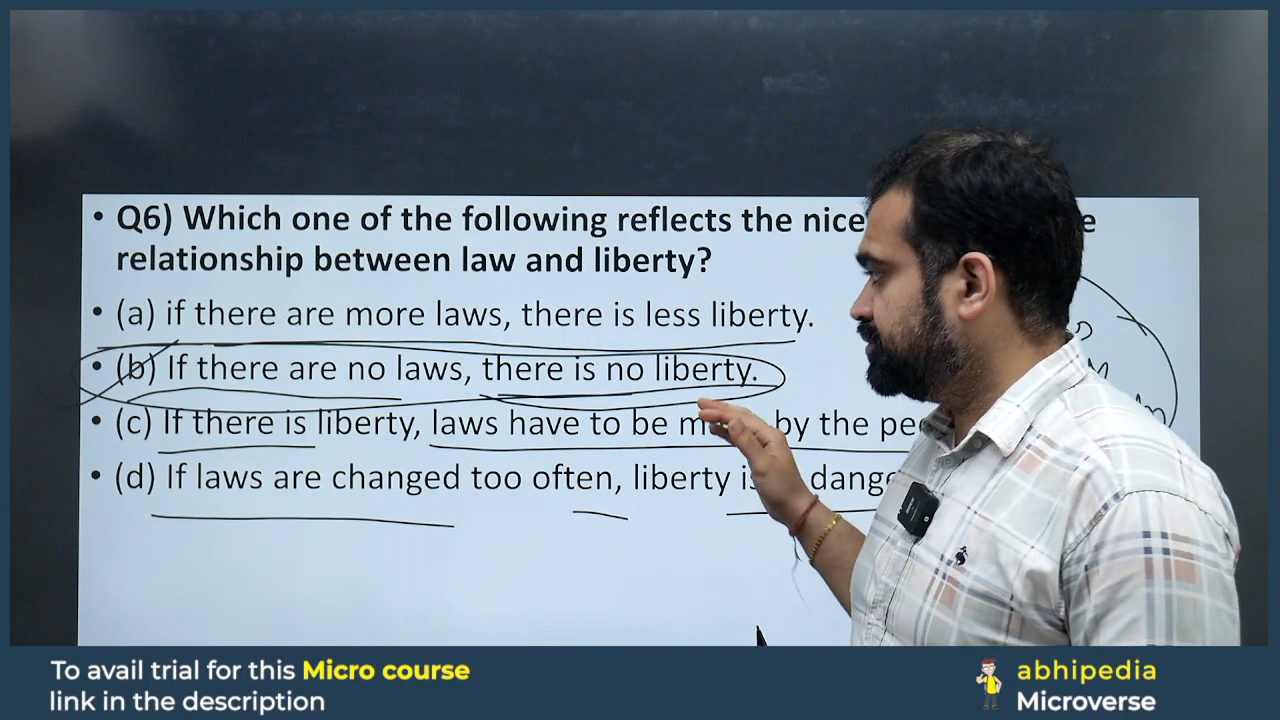 • Q6) Which one of the following reflects the nice e
relationship between law and liberty?
• (a) if there are more laws, there is less liberty.
• (b) If there are no laws, there is no liberty.
• (c) If there is liberty, laws have to be by the
• (d) If laws are changed too often, liberty
To avail trial for this Micro course
link in the description
abhipedia
Microverse